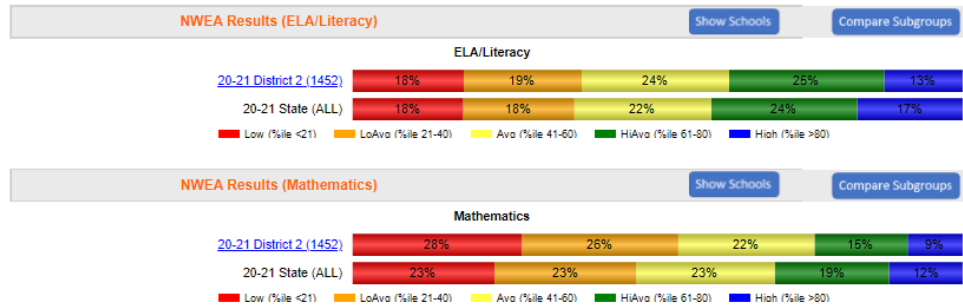 NWEA Results (ELA/Literacy) Show Schools Compare Subgroups
ELA/Literacy
20-21 District 2 (1452) 18% 19% 24% 25% 13%
20-21 State (ALL) 18% 18% 22% 24% 17%
Low (%ile <21) LoAvg (%ile 21-40) Avg (%ile 41-60) HiAvg (%ile 61-80) High (%ile >80)
NWEA Results (Mathematics) Show Schools Compare Subgroups
Mathematics
20-21 District 2 (1452) 28% 26% 22% 15% 9%
20-21 State (ALL) 23% 23% 23% 19% 12%
Low (%ile <21) LoAvg (%ile 21-40) Avg (%ile 41-60) HiAvg (%ile 61-80) High (%ile >80)